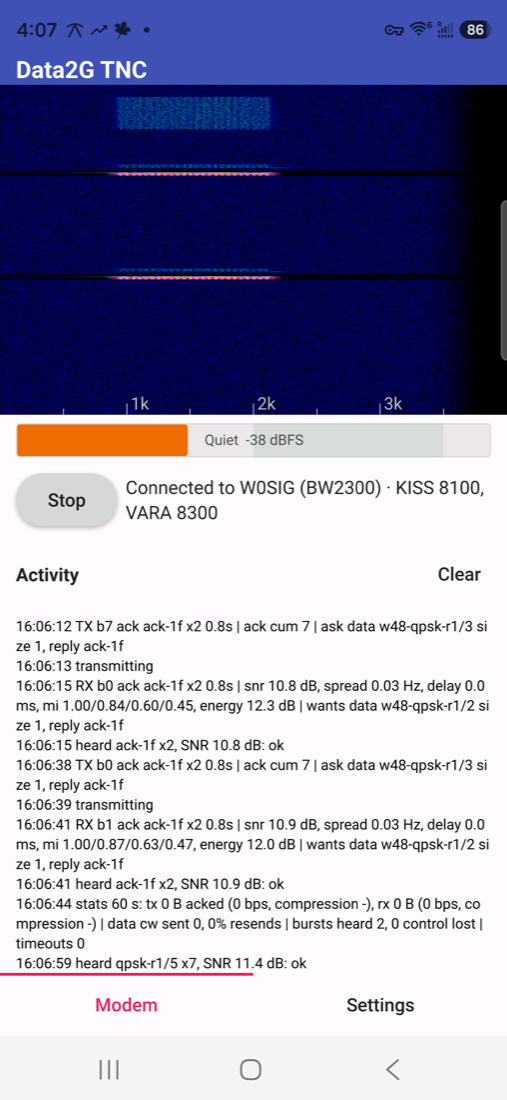 4:07
6
R
86
Data2G TNC
1k
2k
3k
Quiet -38 dBFS
Stop
Connected to W0SIG (BW2300) · KISS 8100,
VARA 8300
Activity
Clear
16:06:12 TX b7 ack ack-1f x2 0.8s | ack cum 7 | ask data w48-qpsk-r1/3 si
ze 1, reply ack-1f
16:06:13 transmitting
16:06:15 RX b0 ack ack-1f x2 0.8s | snr 10.8 dB, spread 0.03 Hz, delay 0.0
ms, mi 1.00/0.84/0.60/0.45, energy 12.3 dB | wants data w48-qpsk-r1/2 si
ze 1, reply ack-1f
16:06:15 heard ack-1f x2, SNR 10.8 dB: ok
16:06:38 TX b0 ack ack-1f x2 0.8s | ack cum 7 | ask data w48-qpsk-r1/3 si
ze 1, reply ack-1f
16:06:39 transmitting
16:06:41 RX b1 ack ack-1f x2 0.8s | snr 10.9 dB, spread 0.03 Hz, delay 0.0
ms, mi 1.00/0.87/0.63/0.47, energy 12.0 dB | wants data w48-qpsk-r1/2 si
ze 1, reply ack-1f
16:06:41 heard ack-1f x2, SNR 10.9 dB: ok
16:06:44 stats 60 s: tx 0 B acked (0 bps, compression -), rx 0 B (0 bps, co
mpression -) | data cw sent 0, 0% resends | bursts heard 2, 0 control lost |
timeouts 0
16:06:59 heard qpsk-r1/5 x7, SNR 11.4 dB: ok
Modem
Settings